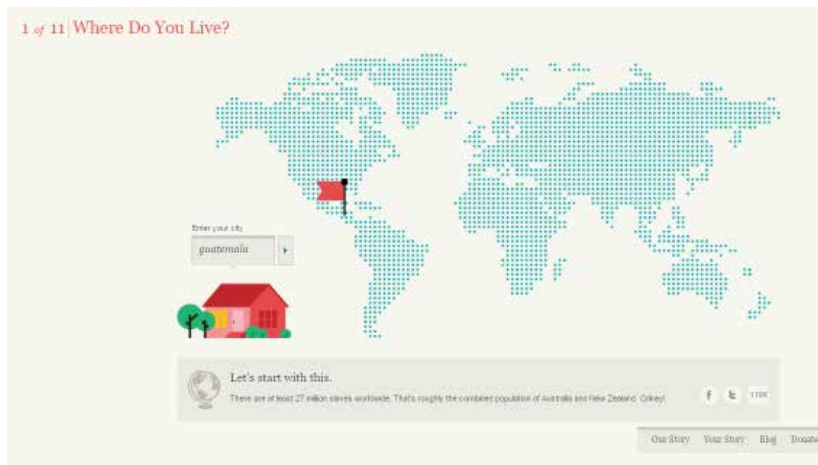 1 of 11 Where Do You Live?
Enter your city
guatemala
Let's start with this.
There are at least 27 million slaves worldwide. That's roughly the combined population of Australia and New Zealand. Crikey!
119K
Our Story Your Story Blog Donate